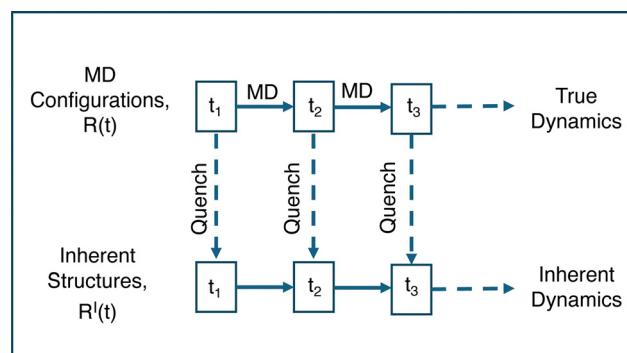 MD
Configurations,
R(t)
t₁
MD
t₂
MD
t₃
True
Dynamics
Quench
Quench
Quench
Inherent
Structures,
Rᴵ(t)
t₁
t₂
t₃
Inherent
Dynamics